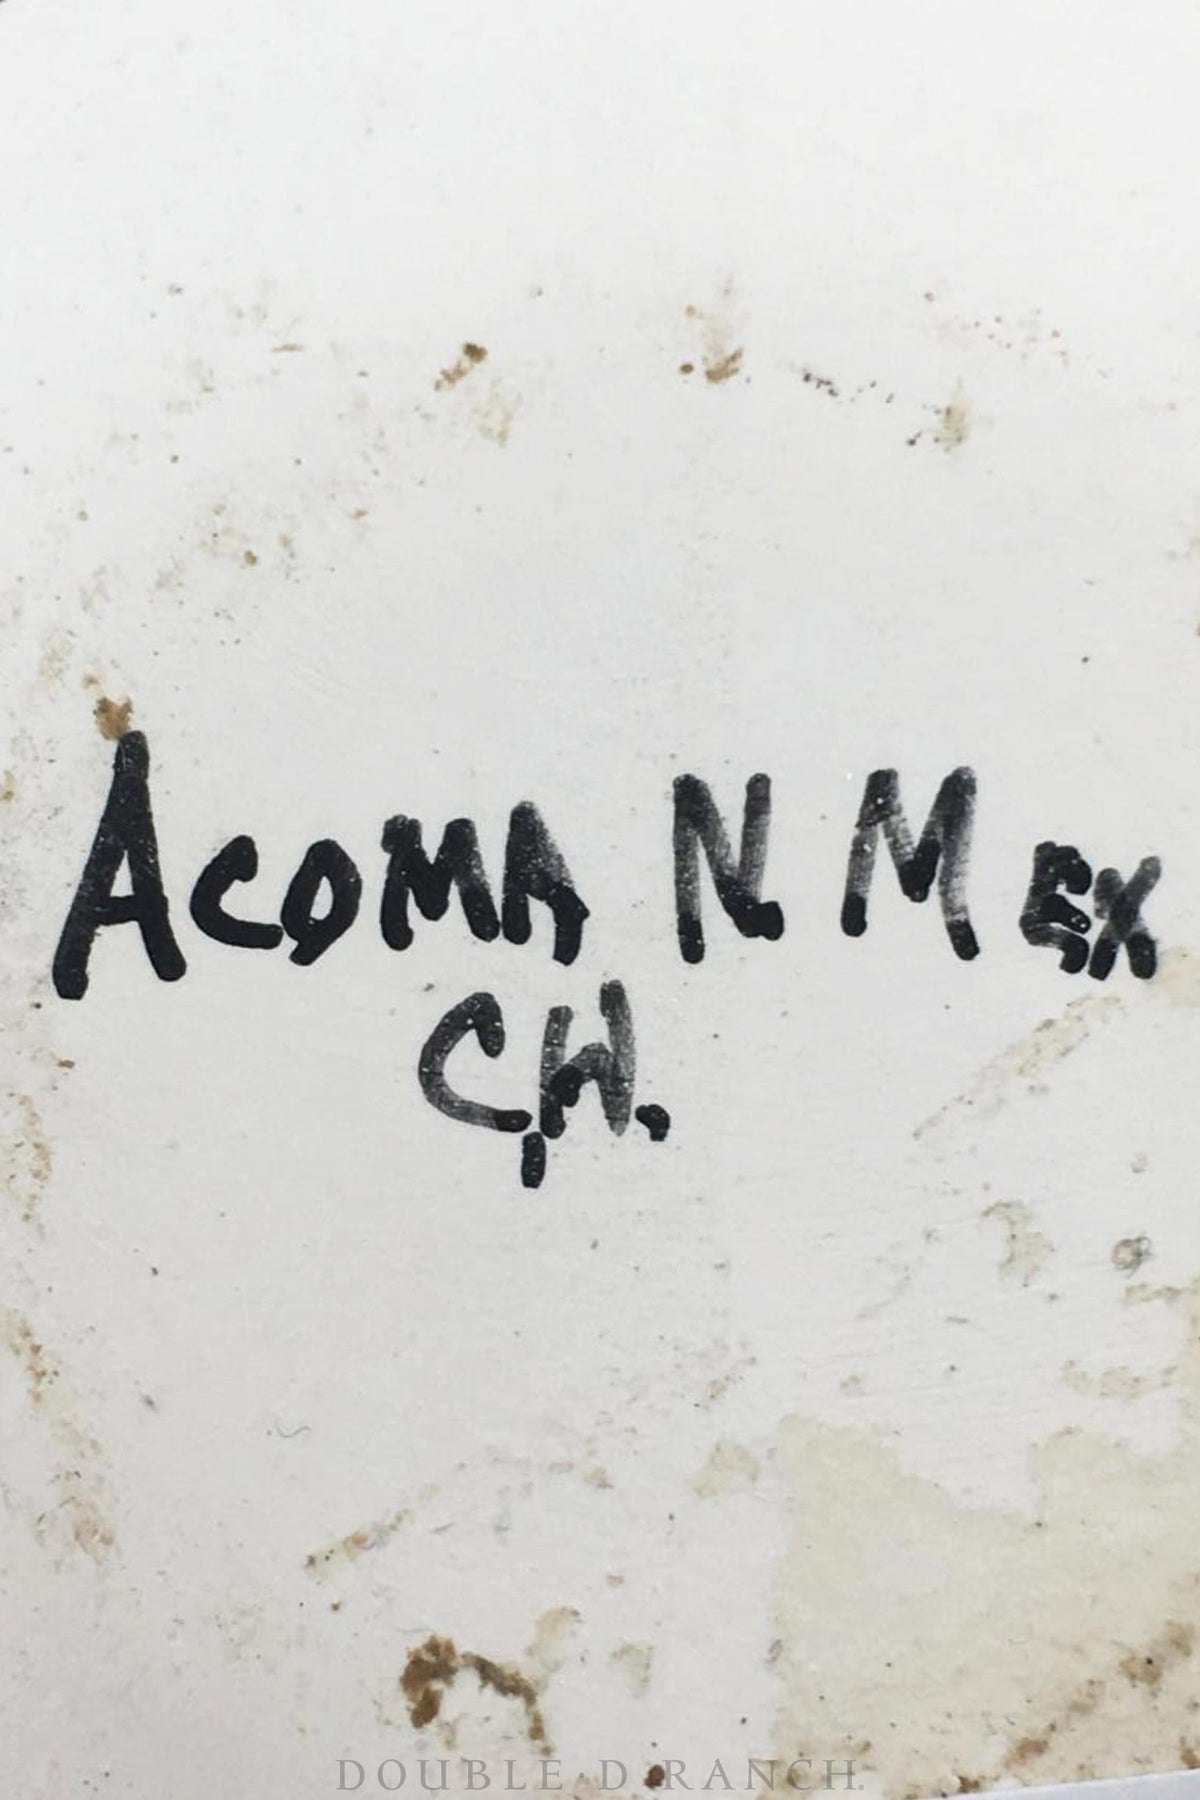 ACOMA N MEX
C,W.
DOUBLE D RANCH.